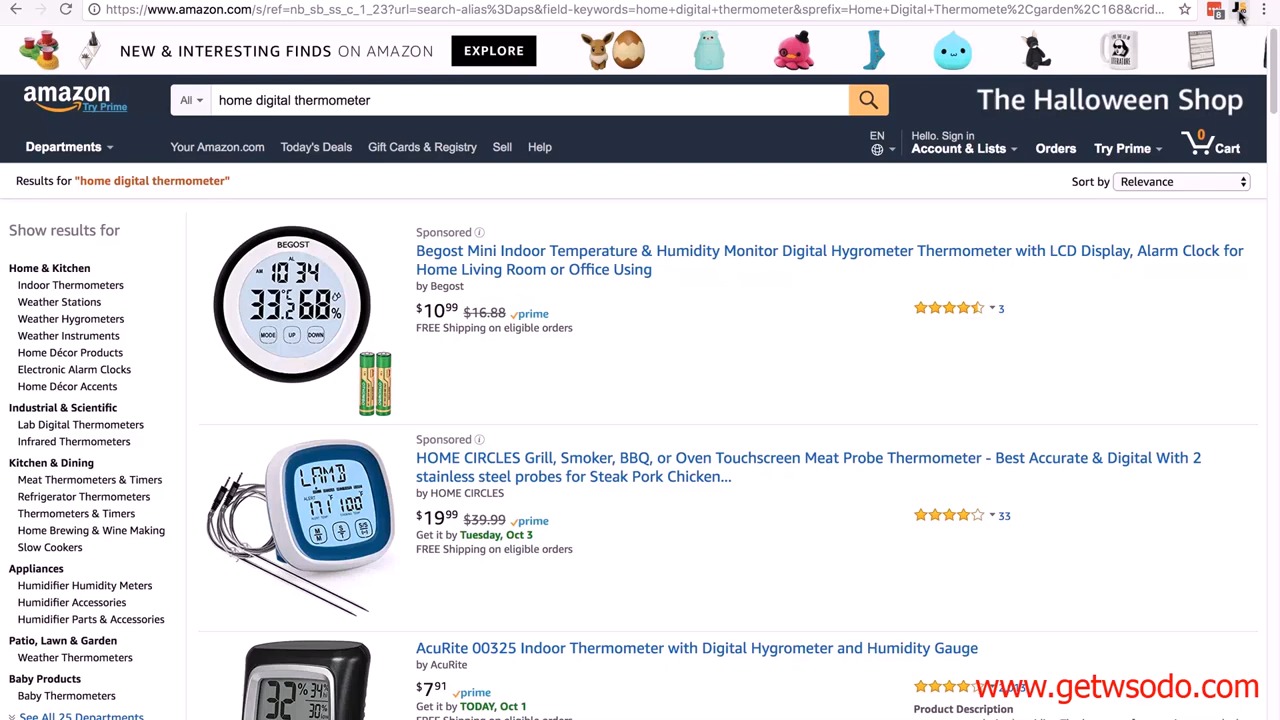 https://www.amazon.com/s/ref=nb_sb_ss_c_1_23?url=search-alias%3Daps&field-keywords=home+digital+thermometer&sprefix=Home+Digital+Thermomete%2Cgarden%2C168&crid...
8
NEW & INTERESTING FINDS ON AMAZON
EXPLORE
amazon
Try Prime
All
home digital thermometer
The Halloween Shop
Departments
Your Amazon.com
Today's Deals
Gift Cards & Registry
Sell
Help
EN
Hello. Sign in
Account & Lists
Orders
Try Prime
0
Cart
Results for "home digital thermometer"
Sort by
Relevance
Show results for
Home & Kitchen
Indoor Thermometers
Weather Stations
Weather Hygrometers
Weather Instruments
Home Décor Products
Electronic Alarm Clocks
Home Décor Accents
Industrial & Scientific
Lab Digital Thermometers
Infrared Thermometers
Kitchen & Dining
Meat Thermometers & Timers
Refrigerator Thermometers
Thermometers & Timers
Home Brewing & Wine Making
Slow Cookers
Appliances
Humidifier Humidity Meters
Humidifier Accessories
Humidifier Parts & Accessories
Patio, Lawn & Garden
Weather Thermometers
Baby Products
Baby Thermometers
See All 25 Departments
BEGOST
AM
AL
10 34
33.2 °C 68 %
MODE
UP
DOWN
Sponsored
Begost Mini Indoor Temperature & Humidity Monitor Digital Hygrometer Thermometer with LCD Display, Alarm Clock for
Home Living Room or Office Using
by Begost
$10 99 $16.88 prime
FREE Shipping on eligible orders
3
LAMB
Sponsored
HOME CIRCLES Grill, Smoker, BBQ, or Oven Touchscreen Meat Probe Thermometer - Best Accurate & Digital With 2
stainless steel probes for Steak Pork Chicken...
by HOME CIRCLES
$19 99 $39.99 prime
Get it by Tuesday, Oct 3
FREE Shipping on eligible orders
33
AcuRite 00325 Indoor Thermometer with Digital Hygrometer and Humidity Gauge
by AcuRite
$7 91 prime
Get it by TODAY, Oct 1
FREE Shipping on eligible orders
Product Description
www.getwsodo.com